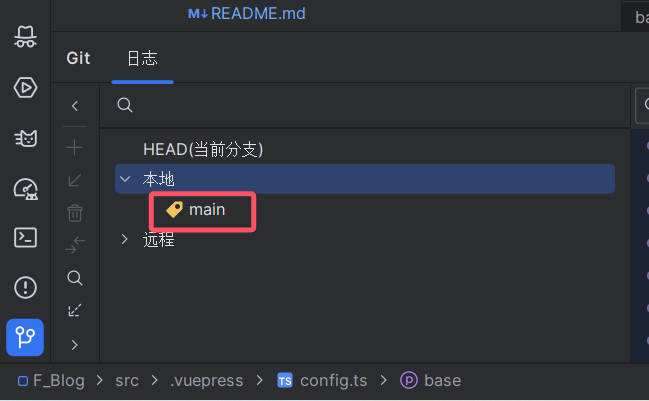 M↓ README.md
ba
Git 日志
HEAD(当前分支)
本地
main
远程
F_Blog > src > .vuepress > TS config.ts > p base